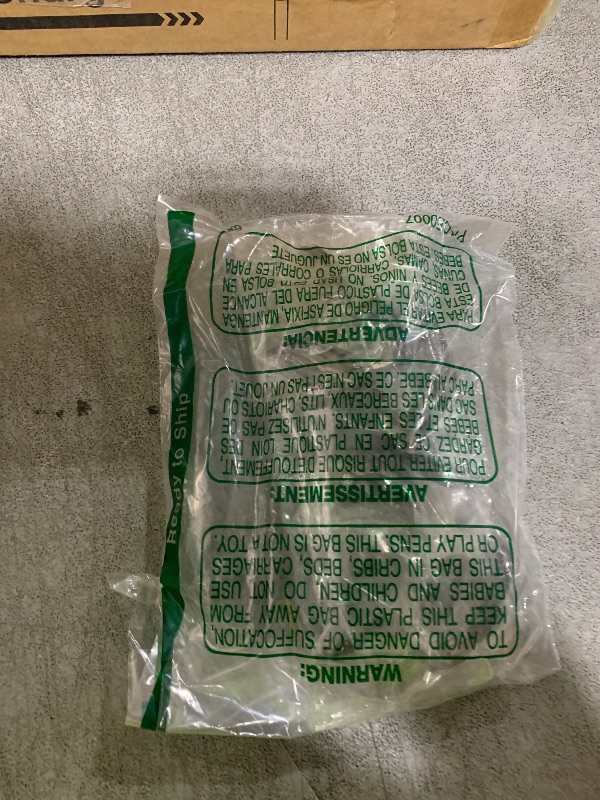 WARNING:
TO AVOID DANGER OF SUFFOCATION,
KEEP THIS PLASTIC BAG AWAY FROM
BABIES AND CHILDREN. DO NOT USE
THIS BAG IN CRIBS, BEDS, CARRIAGES
OR PLAY PENS. THIS BAG IS NOT A TOY.
AVERTISSEMENT:
POUR EVITER TOUT RISQUE D'ETOUFFEMENT,
GARDEZ CE SAC EN PLASTIQUE LOIN DES
BEBES ET DES ENFANTS. N'UTILISEZ PAS CE
SAC DANS LES BERCEAUX, LITS, CHARIOTS OU
PARC AU BEBE. CE SAC N'EST PAS UN JOUET.
ADVERTENCIA:
PARA EVITAR EL PELIGRO DE ASFIXIA, MANTENGA
ESTA BOLSA DE PLASTICO FUERA DEL ALCANCE
DE BEBES Y NINOS. NO USAR ESTA BOLSA EN
CUNAS, CAMAS, CARRIOLAS O CORRALES PARA
BEBES. ESTA BOLSA NO ES UN JUGUETE
Ready to Ship